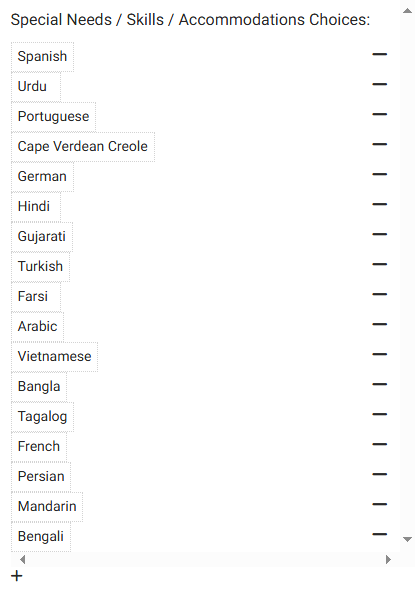 Special Needs / Skills / Accommodations Choices:
Spanish
Urdu
Portuguese
Cape Verdean Creole
German
Hindi
Gujarati
Turkish
Farsi
Arabic
Vietnamese
Bangla
Tagalog
French
Persian
Mandarin
Bengali